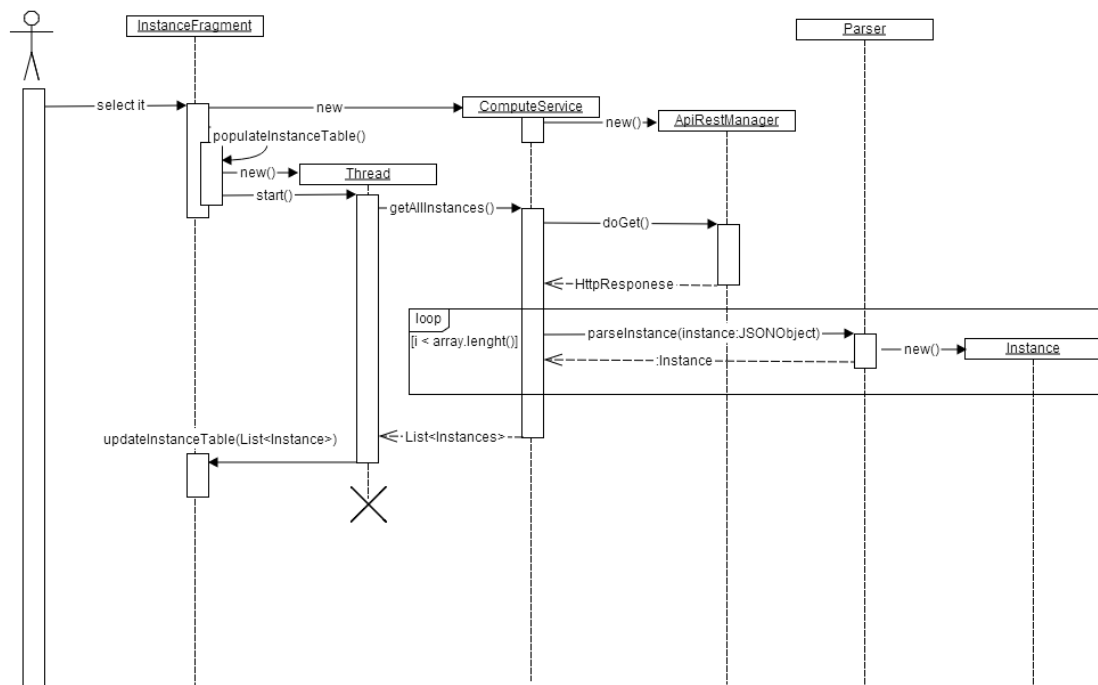 InstanceFragment
Parser
select it
new
ComputeService
new()
ApiRestManager
populateInstanceTable()
new()
Thread
start()
getAllInstances()
doGet()
HttpResponese
loop
[i < array.lenght()]
parseInstance(instance:JSONObject)
new()
Instance
:Instance
List<Instances>
updateInstanceTable(List<Instance>)